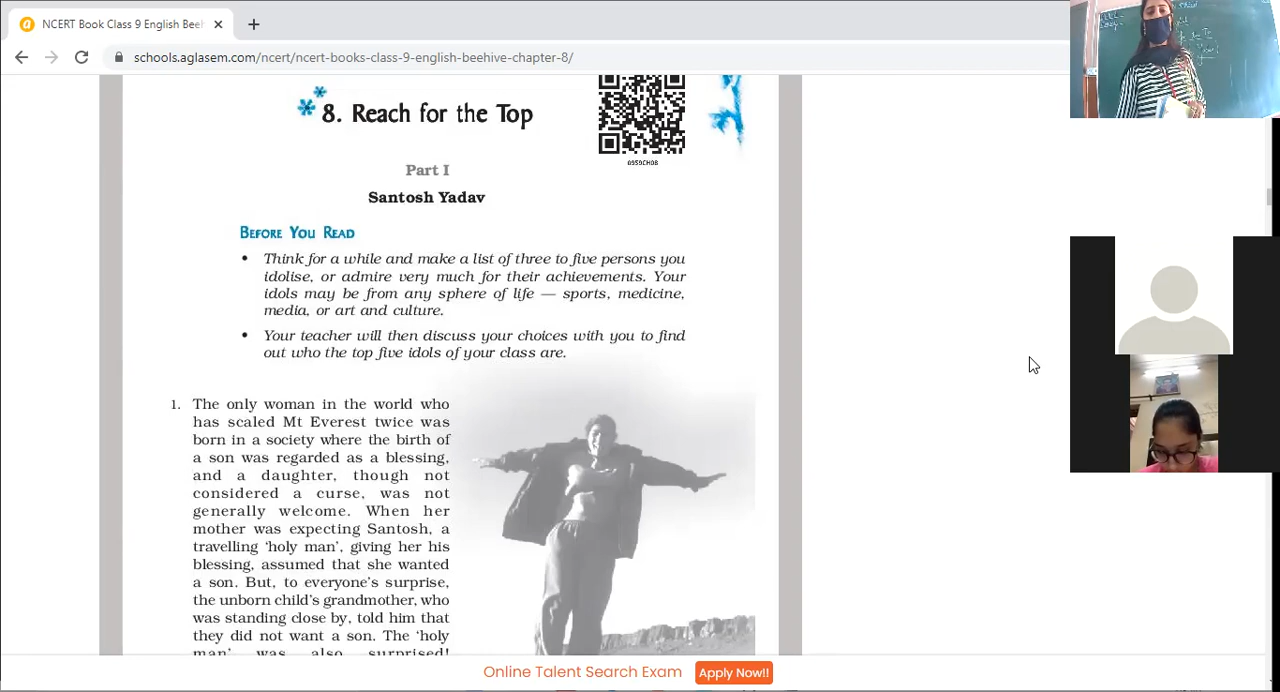 NCERT Book Class 9 English Bee
schools.aglasem.com/ncert/ncert-books-class-9-english-beehive-chapter-8/
8. Reach for the Top
0959CH08
Part I
Santosh Yadav
BEFORE YOU READ
• Think for a while and make a list of three to five persons you
idolise, or admire very much for their achievements. Your
idols may be from any sphere of life — sports, medicine,
media, or art and culture.
• Your teacher will then discuss your choices with you to find
out who the top five idols of your class are.
1. The only woman in the world who
has scaled Mt Everest twice was
born in a society where the birth of
a son was regarded as a blessing,
and a daughter, though not
considered a curse, was not
generally welcome. When her
mother was expecting Santosh, a
travelling ‘holy man’, giving her his
blessing, assumed that she wanted
a son. But, to everyone’s surprise,
the unborn child’s grandmother, who
was standing close by, told him that
they did not want a son. The ‘holy
man’ was also surprised!
Online Talent Search Exam Apply Now!!